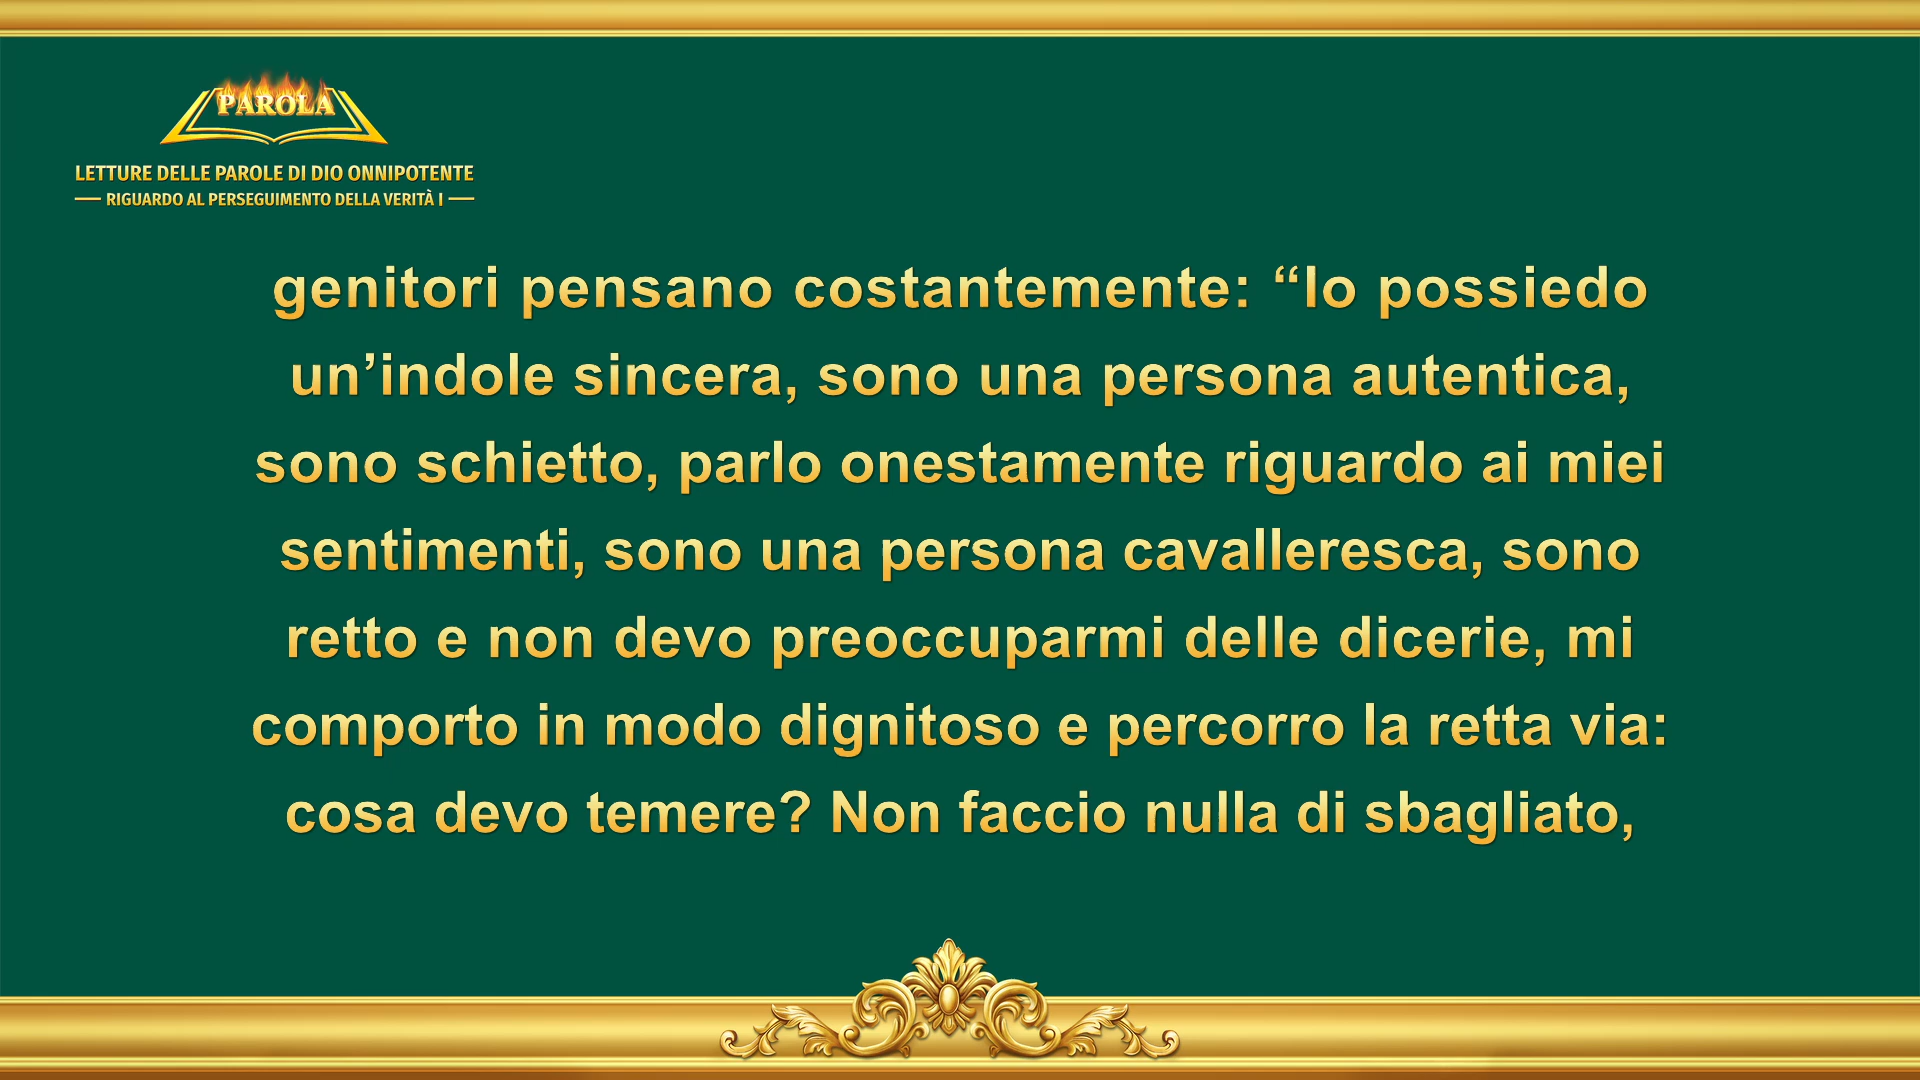 PAROLA
LETTURE DELLE PAROLE DI DIO ONNIPOTENTE
RIGUARDO AL PERSEGUIMENTO DELLA VERITÀ I
genitori pensano costantemente: “Io possiedo
un’indole sincera, sono una persona autentica,
sono schietto, parlo onestamente riguardo ai miei
sentimenti, sono una persona cavalleresca, sono
retto e non devo preoccuparmi delle dicerie, mi
comporto in modo dignitoso e percorro la retta via:
cosa devo temere? Non faccio nulla di sbagliato,